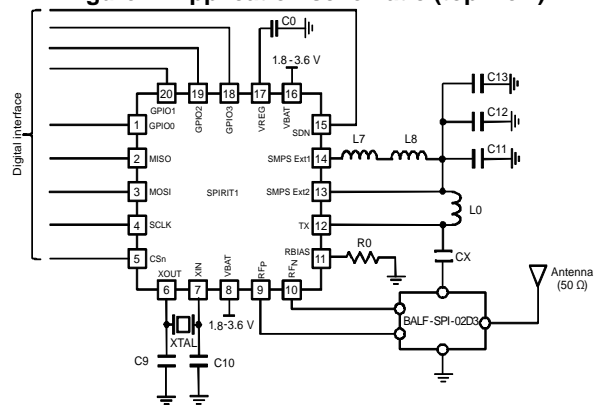 C0
1.8 -3.6 V
C13
C12
C11
20
19
18
17
16
GPIO1
GPIO2
GPIO3
VREG
VBAT
Digital interface
1
GPIO0
SDN
15
L7
L8
2
MISO
SMPS Ext1
14
3
MOSI
SPIRIT1
SMPS Ext2
13
L0
4
SCLK
TX
12
5
CSn
RBIAS
11
R0
CX
XOUT
XIN
VBAT
RFP
RFN
6
7
8
9
10
Antenna
(50 Ω)
1.8-3.6 V
XTAL
BALF-SPI-02D3
C9
C10